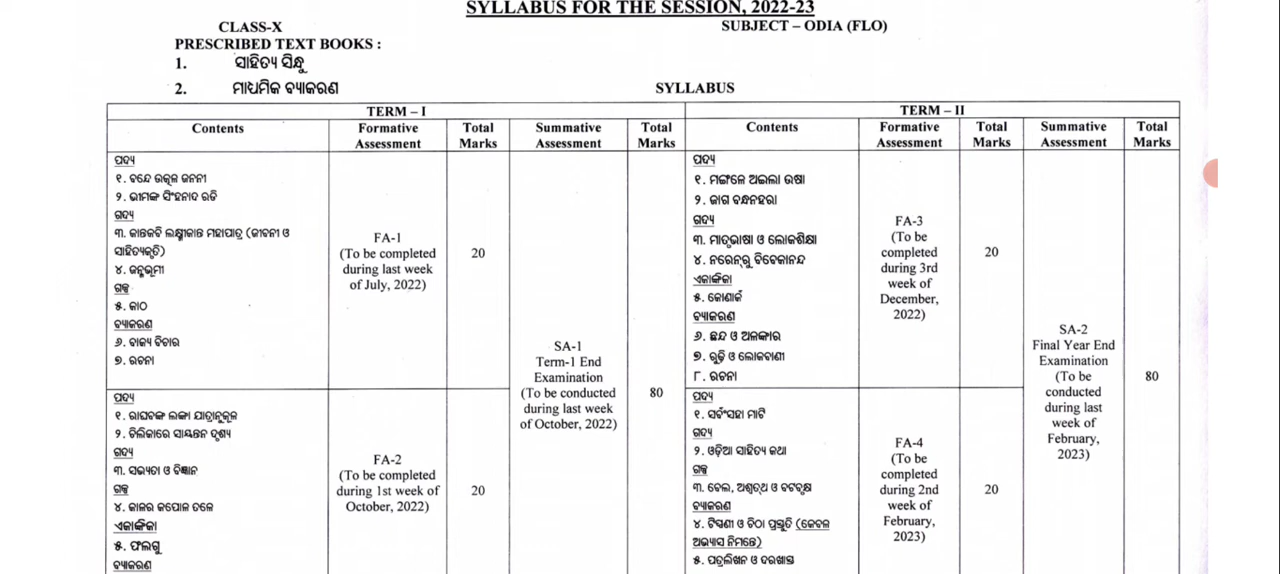 SYLLABUS FOR THE SESSION, 2022-23
CLASS-X
SUBJECT – ODIA (FLO)
PRESCRIBED TEXT BOOKS :
1. ସାହିତ୍ୟ ସିନ୍ଧୁ
2. ମାଧ୍ୟମିକ ବ୍ୟାକରଣ
SYLLABUS
TERM – I
Contents
Formative Assessment
Total Marks
Summative Assessment
Total Marks
ପଦ୍ୟ
୧. ବନ୍ଦେ ଉତ୍କଳ ଜନନୀ
୨. ଭୀମଙ୍କ ସିଂହନାଦ ରଡି
ଗଦ୍ୟ
୩. କାନ୍ତକବି ଲକ୍ଷ୍ମୀକାନ୍ତ ମହାପାତ୍ର (ଜୀବନୀ ଓ
ସାହିତ୍ୟକୃତି)
୪. ଜନ୍ମଭୂମୀ
ଗଳ୍ପ
୫. କାଠ
ବ୍ୟାକରଣ
୬. ବାକ୍ୟ ବିଚାର
୭. ରଚନା
FA-1
(To be completed
during last week
of July, 2022)
20
ପଦ୍ୟ
୧. ରାଘବଙ୍କ ଲଙ୍କା ଯାତ୍ରାନୁକୂଳ
୨. ଚିଲିକାରେ ସାୟନ୍ତନ ଦୃଶ୍ୟ
ଗଦ୍ୟ
୩. ସଭ୍ୟତା ଓ ବିଜ୍ଞାନ
ଗଳ୍ପ
୪. କାଳର କପୋଳ ତଳେ
ଏକାଙ୍କିକା
୫. ଫଲଗୁ
ବ୍ୟାକରଣ
FA-2
(To be completed
during 1st week of
October, 2022)
20
SA-1
Term-1 End
Examination
(To be conducted
during last week
of October, 2022)
80
TERM – II
Contents
Formative Assessment
Total Marks
Summative Assessment
Total Marks
ପଦ୍ୟ
୧. ମଙ୍ଗଳେ ଅଇଲା ଉଷା
୨. ଜାଗ ବନ୍ଧନହରା
ଗଦ୍ୟ
୩. ମାତୃଭାଷା ଓ ଲୋକଶିକ୍ଷା
୪. ନରେନ୍‌ରୁ ବିବେକାନନ୍ଦ
ଏକାଙ୍କିକା
୫. କୋଣାର୍କ
ବ୍ୟାକରଣ
୬. ଛନ୍ଦ ଓ ଅଳଙ୍କାର
୭. ରୁଢ଼ି ଓ ଲୋକବାଣୀ
୮. ରଚନା
FA-3
(To be
completed
during 3rd
week of
December,
2022)
20
ପଦ୍ୟ
୧. ସର୍ବଂସହା ମାଟି
ଗଦ୍ୟ
୨. ଓଡ଼ିଆ ସାହିତ୍ୟ କଥା
ଗଳ୍ପ
୩. ବେଲ, ଅଶ୍ୱତ୍ଥ ଓ ବଟବୃକ୍ଷ
ବ୍ୟାକରଣ
୪. ଟିପ୍ପଣୀ ଓ ଚିଠା ପ୍ରସ୍ତୁତି (କେବଳ
ଅଭ୍ୟାସ ନିମନ୍ତେ)
୫. ପତ୍ରଲିଖନ ଓ ଦରଖାସ୍ତ
FA-4
(To be
completed
during 2nd
week of
February,
2023)
20
SA-2
Final Year End
Examination
(To be
conducted
during last
week of
February,
2023)
80